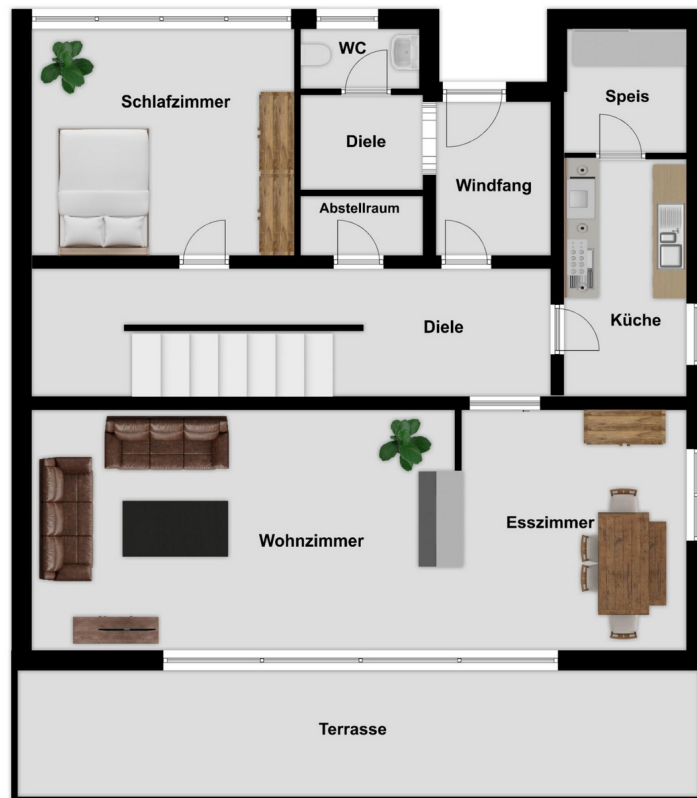 WC
Schlafzimmer
Speis
Diele
Windfang
Abstellraum
Küche
Diele
Esszimmer
Wohnzimmer
Terrasse